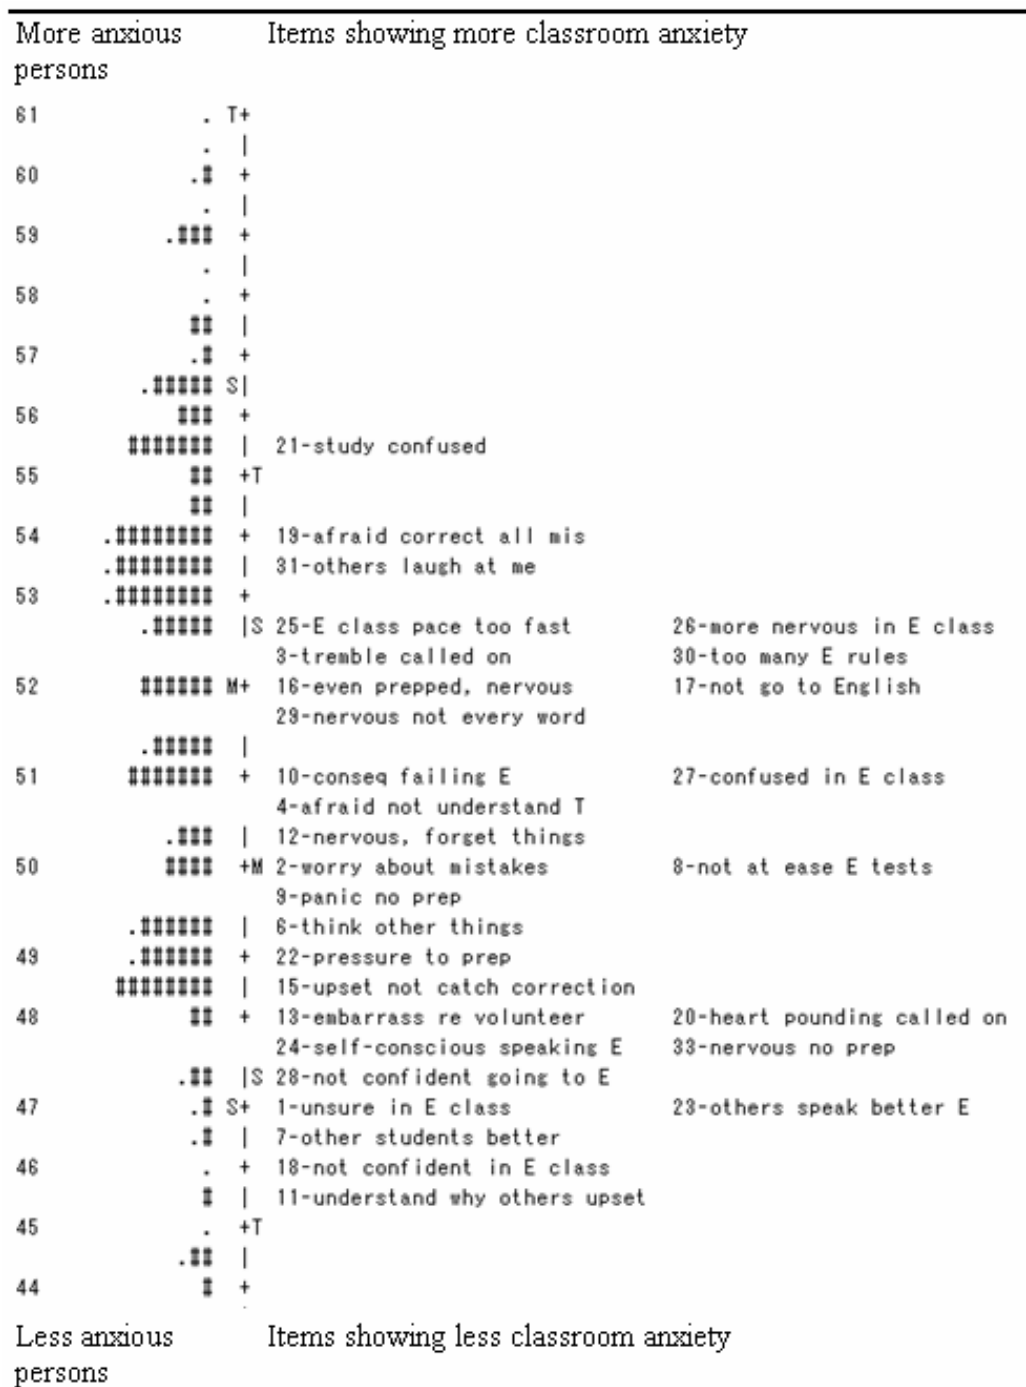 More anxious Items showing more classroom anxiety
persons
61 . T+
. |
60 .# +
. |
59 .### +
. |
58 . +
## |
57 .# +
.##### S|
56 ### +
####### | 21-study confused
55 ## +T
## |
54 .######## + 19-afraid correct all mis
.######## | 31-others laugh at me
53 .######## +
.##### |S 25-E class pace too fast 26-more nervous in E class
3-tremble called on 30-too many E rules
52 ###### M+ 16-even prepped, nervous 17-not go to English
29-nervous not every word
.##### |
51 ####### + 10-conseq failing E 27-confused in E class
4-afraid not understand T
.### | 12-nervous, forget things
50 #### +M 2-worry about mistakes 8-not at ease E tests
9-panic no prep
.###### | 6-think other things
49 .###### + 22-pressure to prep
######## | 15-upset not catch correction
48 ## + 13-embarrass re volunteer 20-heart pounding called on
24-self-conscious speaking E 33-nervous no prep
.## |S 28-not confident going to E
47 .# S+ 1-unsure in E class 23-others speak better E
.# | 7-other students better
46 . + 18-not confident in E class
# | 11-understand why others upset
45 . +T
.## |
44 # +
Less anxious Items showing less classroom anxiety
persons